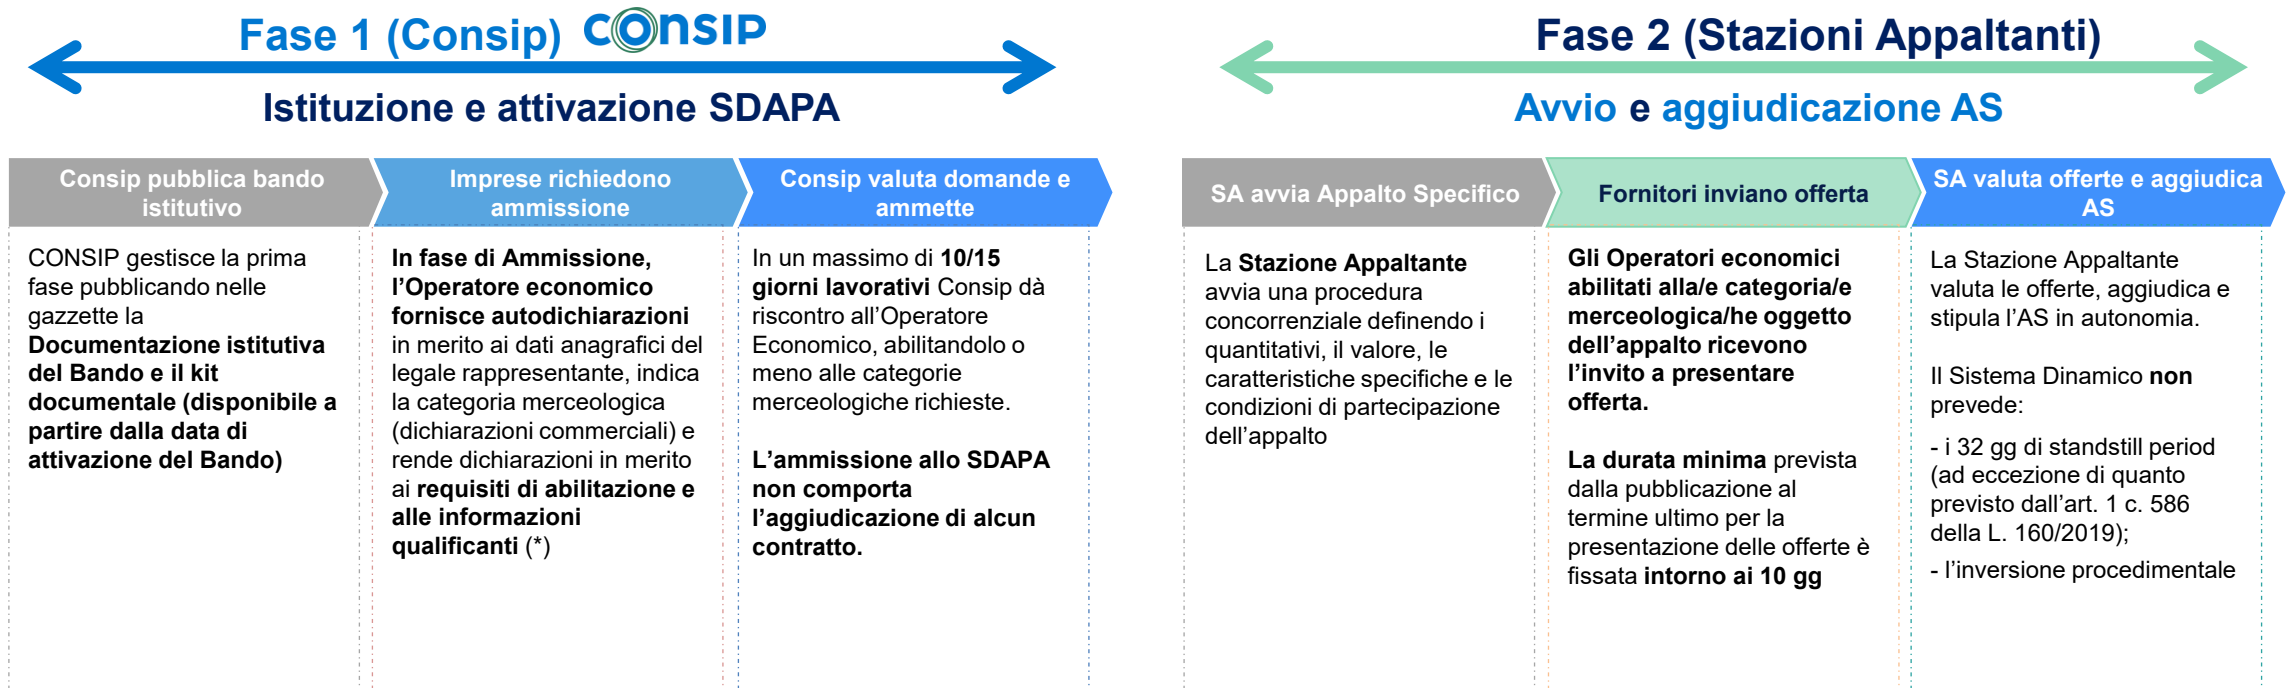 Fase 1 (Consip) CONSIP
Istituzione e attivazione SDAPA
Consip pubblica bando
istitutivo
CONSIP gestisce la prima
fase pubblicando nelle
gazzette la
Documentazione istitutiva
del Bando e il kit
documentale (disponibile a
partire dalla data di
attivazione del Bando)
Imprese richiedono
ammissione
In fase di Ammissione,
l’Operatore economico
fornisce autodichiarazioni
in merito ai dati anagrafici del
legale rappresentante, indica
la categoria merceologica
(dichiarazioni commerciali) e
rende dichiarazioni in merito
ai requisiti di abilitazione e
alle informazioni
qualificanti (*)
Consip valuta domande e
ammette
In un massimo di 10/15
giorni lavorativi Consip dà
riscontro all’Operatore
Economico, abilitandolo o
meno alle categorie
merceologiche richieste.
L’ammissione allo SDAPA
non comporta
l’aggiudicazione di alcun
contratto.
Fase 2 (Stazioni Appaltanti)
Avvio e aggiudicazione AS
SA avvia Appalto Specifico
La Stazione Appaltante
avvia una procedura
concorrenziale definendo i
quantitativi, il valore, le
caratteristiche specifiche e le
condizioni di partecipazione
dell’appalto
Fornitori inviano offerta
Gli Operatori economici
abilitati alla/e categoria/e
merceologica/he oggetto
dell’appalto ricevono
l’invito a presentare
offerta.
La durata minima prevista
dalla pubblicazione al
termine ultimo per la
presentazione delle offerte è
fissata intorno ai 10 gg
SA valuta offerte e aggiudica
AS
La Stazione Appaltante
valuta le offerte, aggiudica e
stipula l’AS in autonomia.
Il Sistema Dinamico non
prevede:
- i 32 gg di standstill period
(ad eccezione di quanto
previsto dall’art. 1 c. 586
della L. 160/2019);
- l’inversione procedimentale